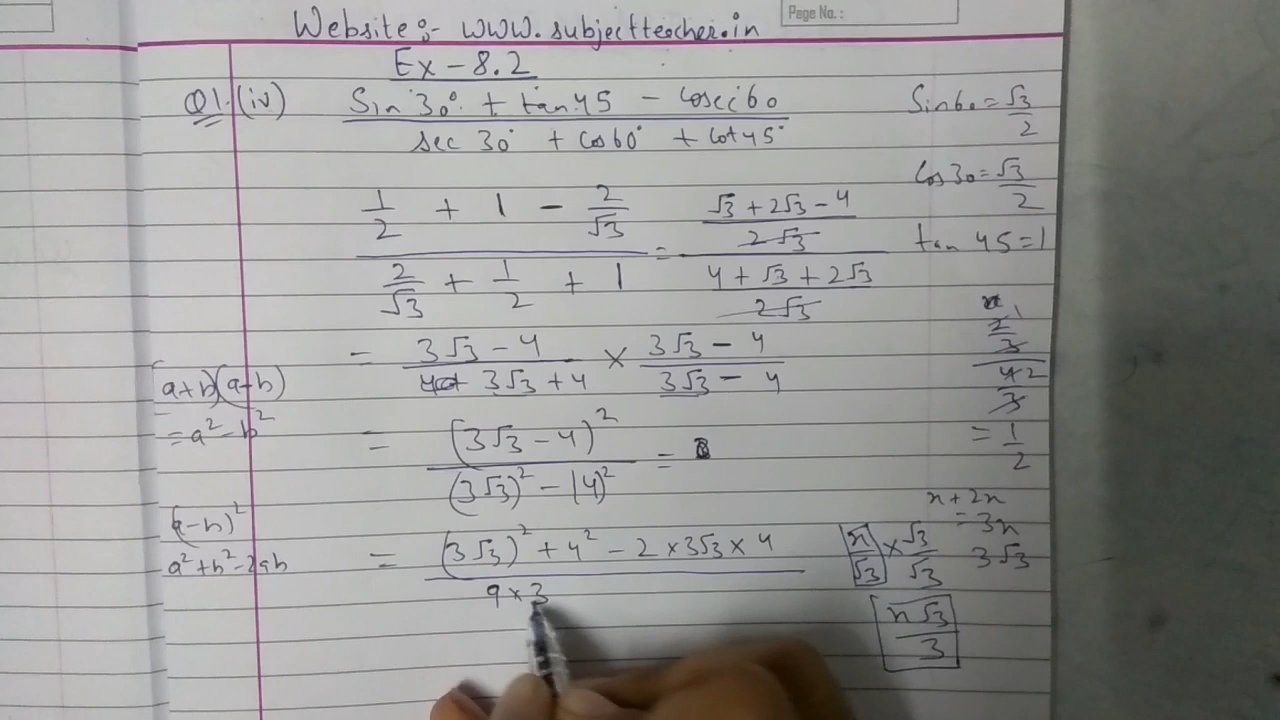 Page No. :
Website :- www.subjectteacher.in
Ex - 8.2
Q1. (iv) Sin 30° + tan 45 - Cosec 60
sec 30° + Cos 60° + Cot 45°
Sin 60 = √3/2
Cos 30 = √3/2
tan 45 = 1
1/2 + 1 - 2/√3
2/√3 + 1/2 + 1
= √3 + 2√3 - 4
2√3
4 + √3 + 2√3
2√3
= 3√3 - 4 × 3√3 - 4
3√3 + 4 3√3 - 4
(a+b)(a-b)
= a² - b²
= (3√3 - 4)²
(3√3)² - (4)² =
(a-b)²
a² + b² - 2ab
= (3√3)² + 4² - 2 × 3√3 × 4
9 × 3
2/3
4 2
3
= 1/2
x + 2x
= 3x
3√3
x/√3 × √3/√3
x√3/3